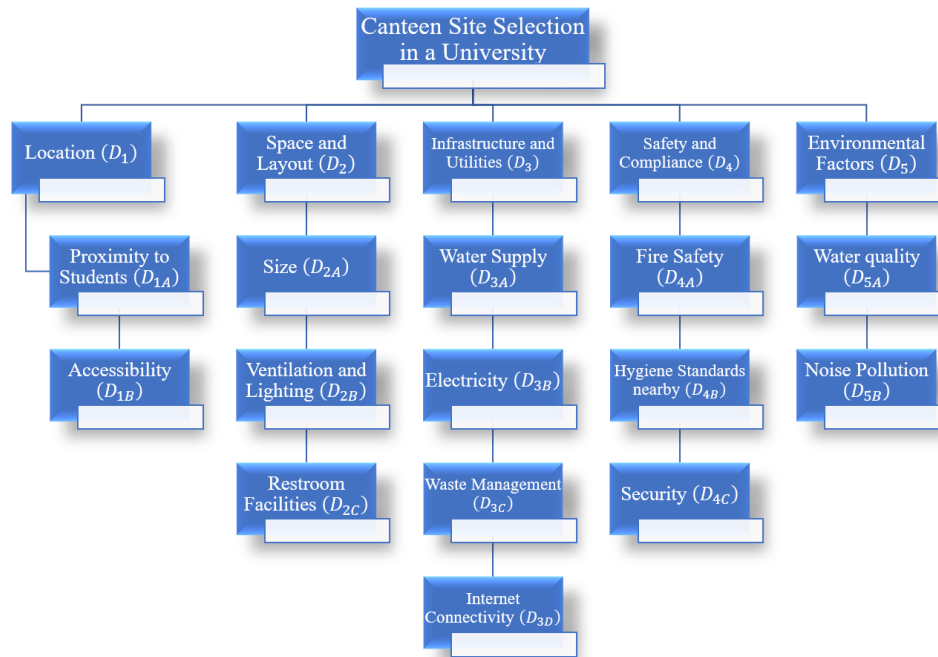 Canteen Site Selection
in a University
Location (D₁)
Proximity to
Students (D₁A)
Accessibility
(D₁B)
Space and
Layout (D₂)
Size (D₂A)
Ventilation and
Lighting (D₂B)
Restroom
Facilities (D₂C)
Infrastructure and
Utilities (D₃)
Water Supply
(D₃A)
Electricity (D₃B)
Waste Management
(D₃C)
Internet
Connectivity (D₃D)
Safety and
Compliance (D₄)
Fire Safety
(D₄A)
Hygiene Standards
nearby (D₄B)
Security (D₄C)
Environmental
Factors (D₅)
Water quality
(D₅A)
Noise Pollution
(D₅B)